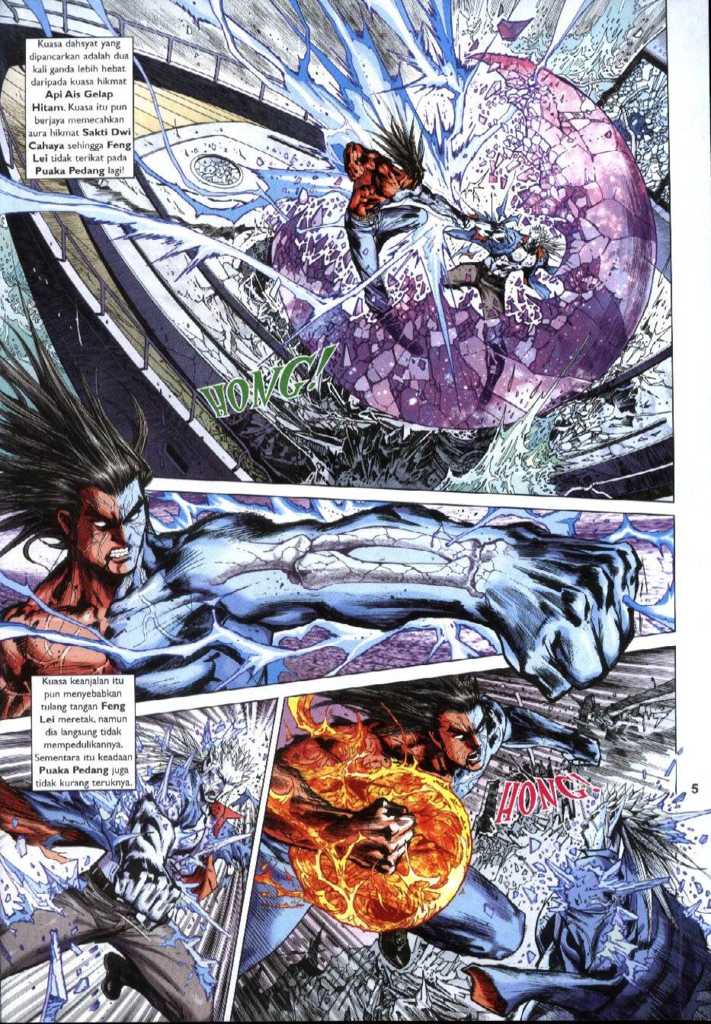 Kuasa dahsyat yang
dipancarkan adalah dua
kali ganda lebih hebat
daripada kuasa hikmat
Api Ais Gelap
Hitam. Kuasa itu pun
berjaya memecahkan
aura hikmat Sakti Dwi
Cahaya sehingga Feng
Lei tidak terikat pada
Puaka Pedang lagi!
HONG!
Kuasa keanjalan itu
pun menyebabkan
tulang tangan Feng
Lei meretak, namun
dia langsung tidak
mempedulikannya.
Sementara itu keadaan
Puaka Pedang juga
tidak kurang teruknya.
HONG!
5